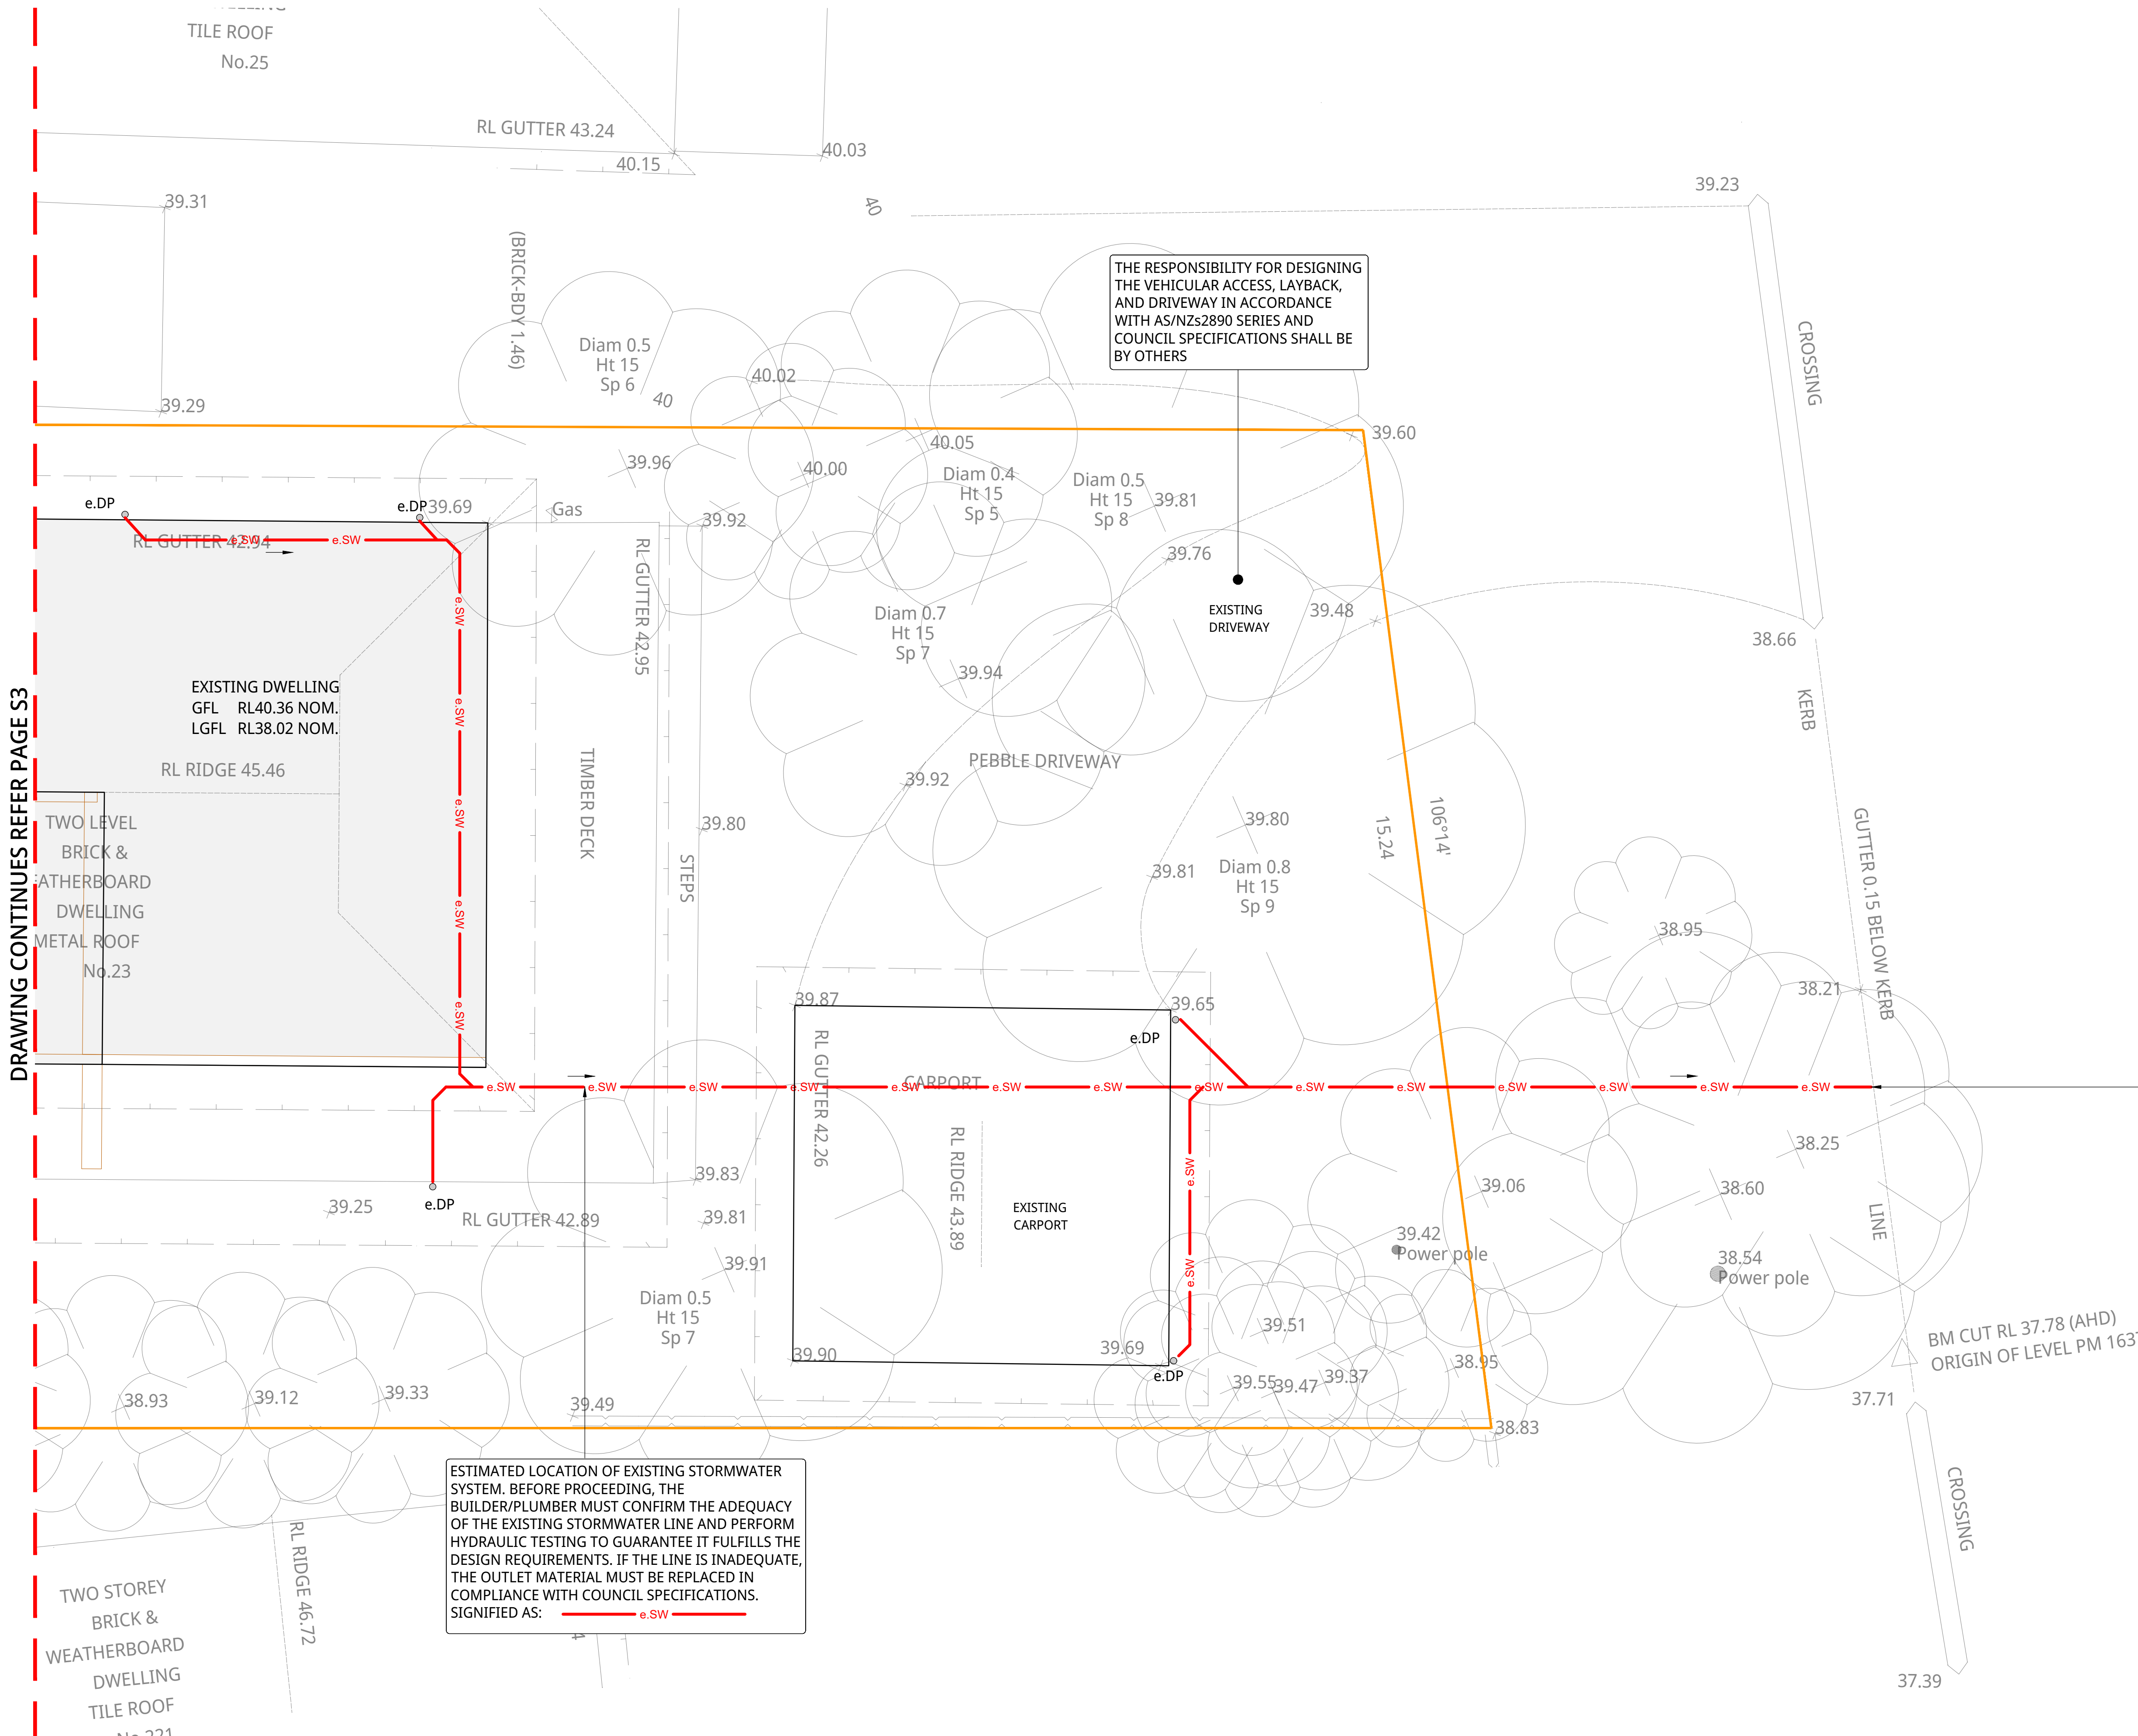 TILE ROOF
No.25
RL GUTTER 43.24
40.15
40.03
39.31
40
39.23
(BRICK-BDY 1.46)
THE RESPONSIBILITY FOR DESIGNING
THE VEHICULAR ACCESS, LAYBACK,
AND DRIVEWAY IN ACCORDANCE
WITH AS/NZs2890 SERIES AND
COUNCIL SPECIFICATIONS SHALL BE
BY OTHERS
CROSSING
Diam 0.5
Ht 15
Sp 6
40.02
40
39.29
39.60
40.05
39.96
40.00
Diam 0.4
Ht 15
Sp 5
Diam 0.5
Ht 15
Sp 8
39.81
e.DP
e.DP
39.69
Gas
39.92
RL GUTTER 42.94
e.SW
e.SW
39.76
RL GUTTER 42.95
e.SW
e.SW
e.SW
e.SW
e.SW
Diam 0.7
Ht 15
Sp 7
EXISTING
DRIVEWAY
39.48
38.66
39.94
EXISTING DWELLING
GFL RL40.36 NOM.
LGFL RL38.02 NOM.
KERB
RL RIDGE 45.46
TIMBER DECK
PEBBLE DRIVEWAY
39.92
DRAWING CONTINUES REFER PAGE S3
TWO LEVEL
BRICK &
EATHERBOARD
DWELLING
METAL ROOF
No.23
39.80
STEPS
39.80
15.24
106°14'
39.81
Diam 0.8
Ht 15
Sp 9
GUTTER 0.15 BELOW KERB
38.95
38.21
39.87
39.65
e.DP
RL GUTTER 42.26
CARPORT
e.SW
e.SW
e.SW
e.SW
e.SW
e.SW
e.SW
e.SW
e.SW
e.SW
e.SW
e.SW
e.SW
e.SW
RL RIDGE 43.89
e.SW
e.SW
38.25
39.83
39.06
38.60
e.DP
39.25
RL GUTTER 42.89
39.81
EXISTING
CARPORT
LINE
39.42
Power pole
39.91
38.54
Power pole
Diam 0.5
Ht 15
Sp 7
39.51
BM CUT RL 37.78 (AHD)
ORIGIN OF LEVEL PM
39.90
39.69
e.DP
38.95
39.37
39.55
39.47
38.93
39.12
39.33
39.49
37.71
38.83
ESTIMATED LOCATION OF EXISTING STORMWATER
SYSTEM. BEFORE PROCEEDING, THE
BUILDER/PLUMBER MUST CONFIRM THE ADEQUACY
OF THE EXISTING STORMWATER LINE AND PERFORM
HYDRAULIC TESTING TO GUARANTEE IT FULFILLS THE
DESIGN REQUIREMENTS. IF THE LINE IS INADEQUATE,
THE OUTLET MATERIAL MUST BE REPLACED IN
COMPLIANCE WITH COUNCIL SPECIFICATIONS.
SIGNIFIED AS: e.SW
CROSSING
RL RIDGE 46.72
TWO STOREY
BRICK &
WEATHERBOARD
DWELLING
TILE ROOF
37.39